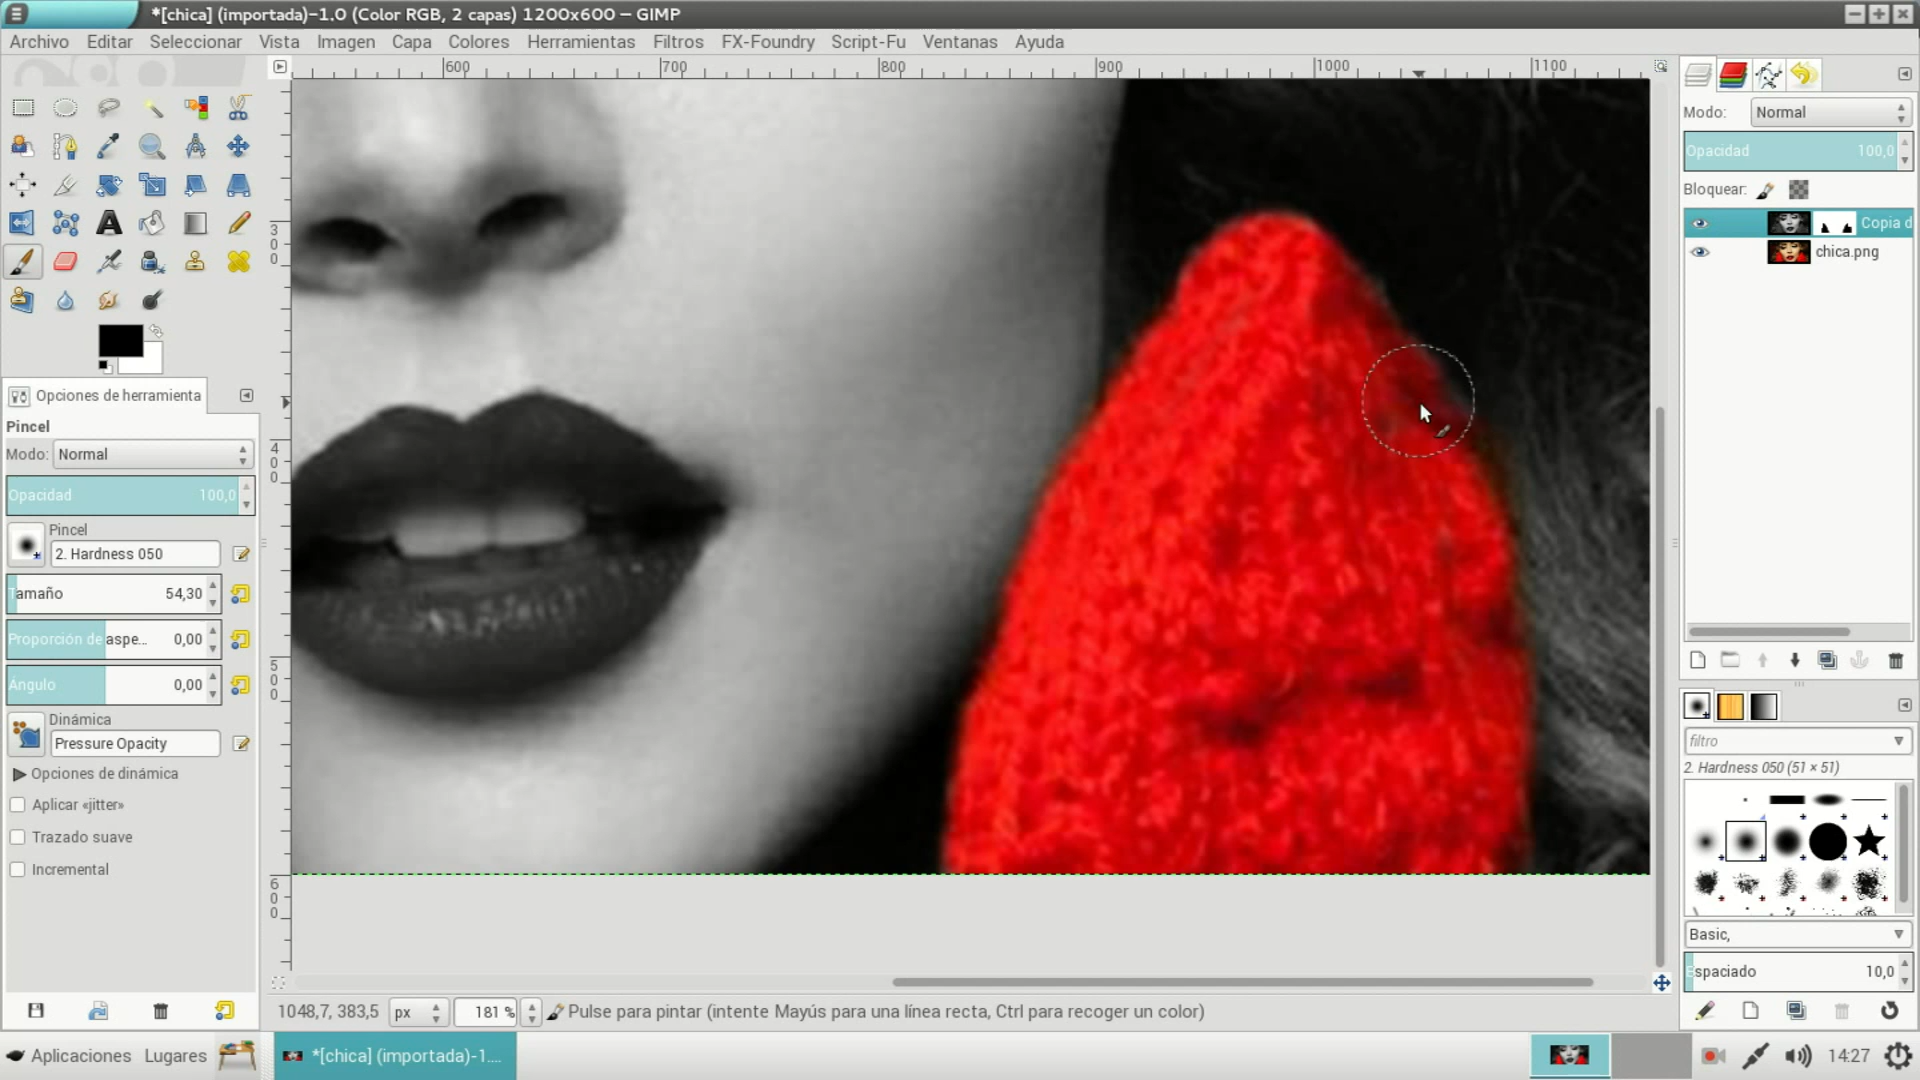 *[chica] (importada)-1.0 (Color RGB, 2 capas) 1200x600 – GIMP
Archivo Editar Seleccionar Vista Imagen Capa Colores Herramientas Filtros FX-Foundry Script-Fu Ventanas Ayuda
600 700 800 900 1000 1100
300
400
500
600
Opciones de herramienta
Pincel
Modo: Normal
Opacidad 100,0
Pincel
2. Hardness 050
Tamaño 54,30
Proporción de aspe... 0,00
Ángulo 0,00
Dinámica
Pressure Opacity
Opciones de dinámica
Aplicar «jitter»
Trazado suave
Incremental
Modo: Normal
Opacidad 100,0
Bloquear:
Copia d
chica.png
filtro
2. Hardness 050 (51 × 51)
Basic,
Espaciado 10,0
1048,7, 383,5 px 181 % Pulse para pintar (intente Mayús para una línea recta, Ctrl para recoger un color)
Aplicaciones Lugares *[chica] (importada)-1.... 14:27